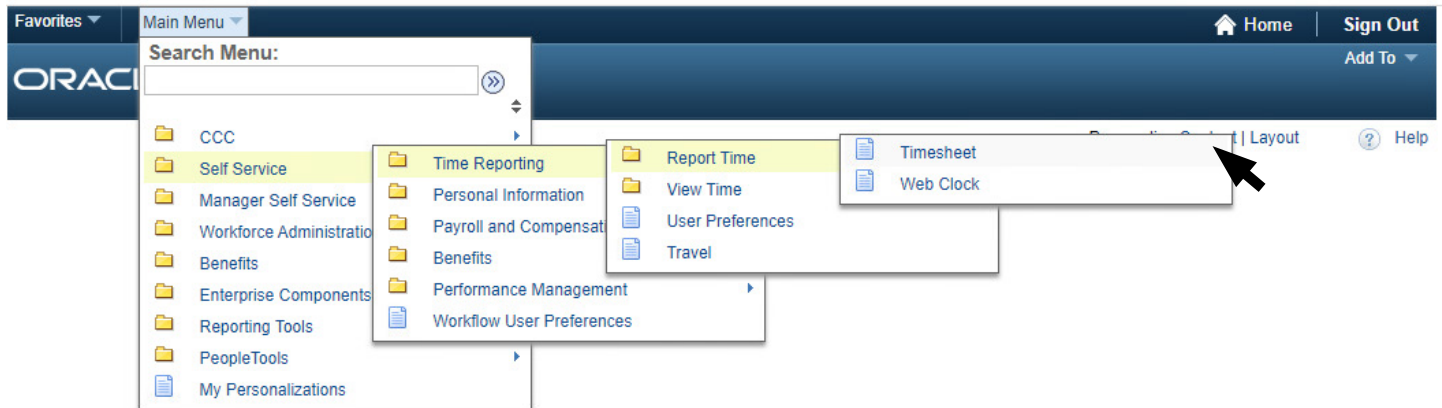 Favorites
Main Menu
Home
Sign Out
Search Menu:
Add To
CCC
Self Service
Manager Self Service
Workforce Administratio
Benefits
Enterprise Components
Reporting Tools
PeopleTools
My Personalizations
Time Reporting
Personal Information
Payroll and Compensati
Benefits
Performance Management
Workflow User Preferences
Report Time
View Time
User Preferences
Travel
Timesheet
Web Clock
| Layout
Help